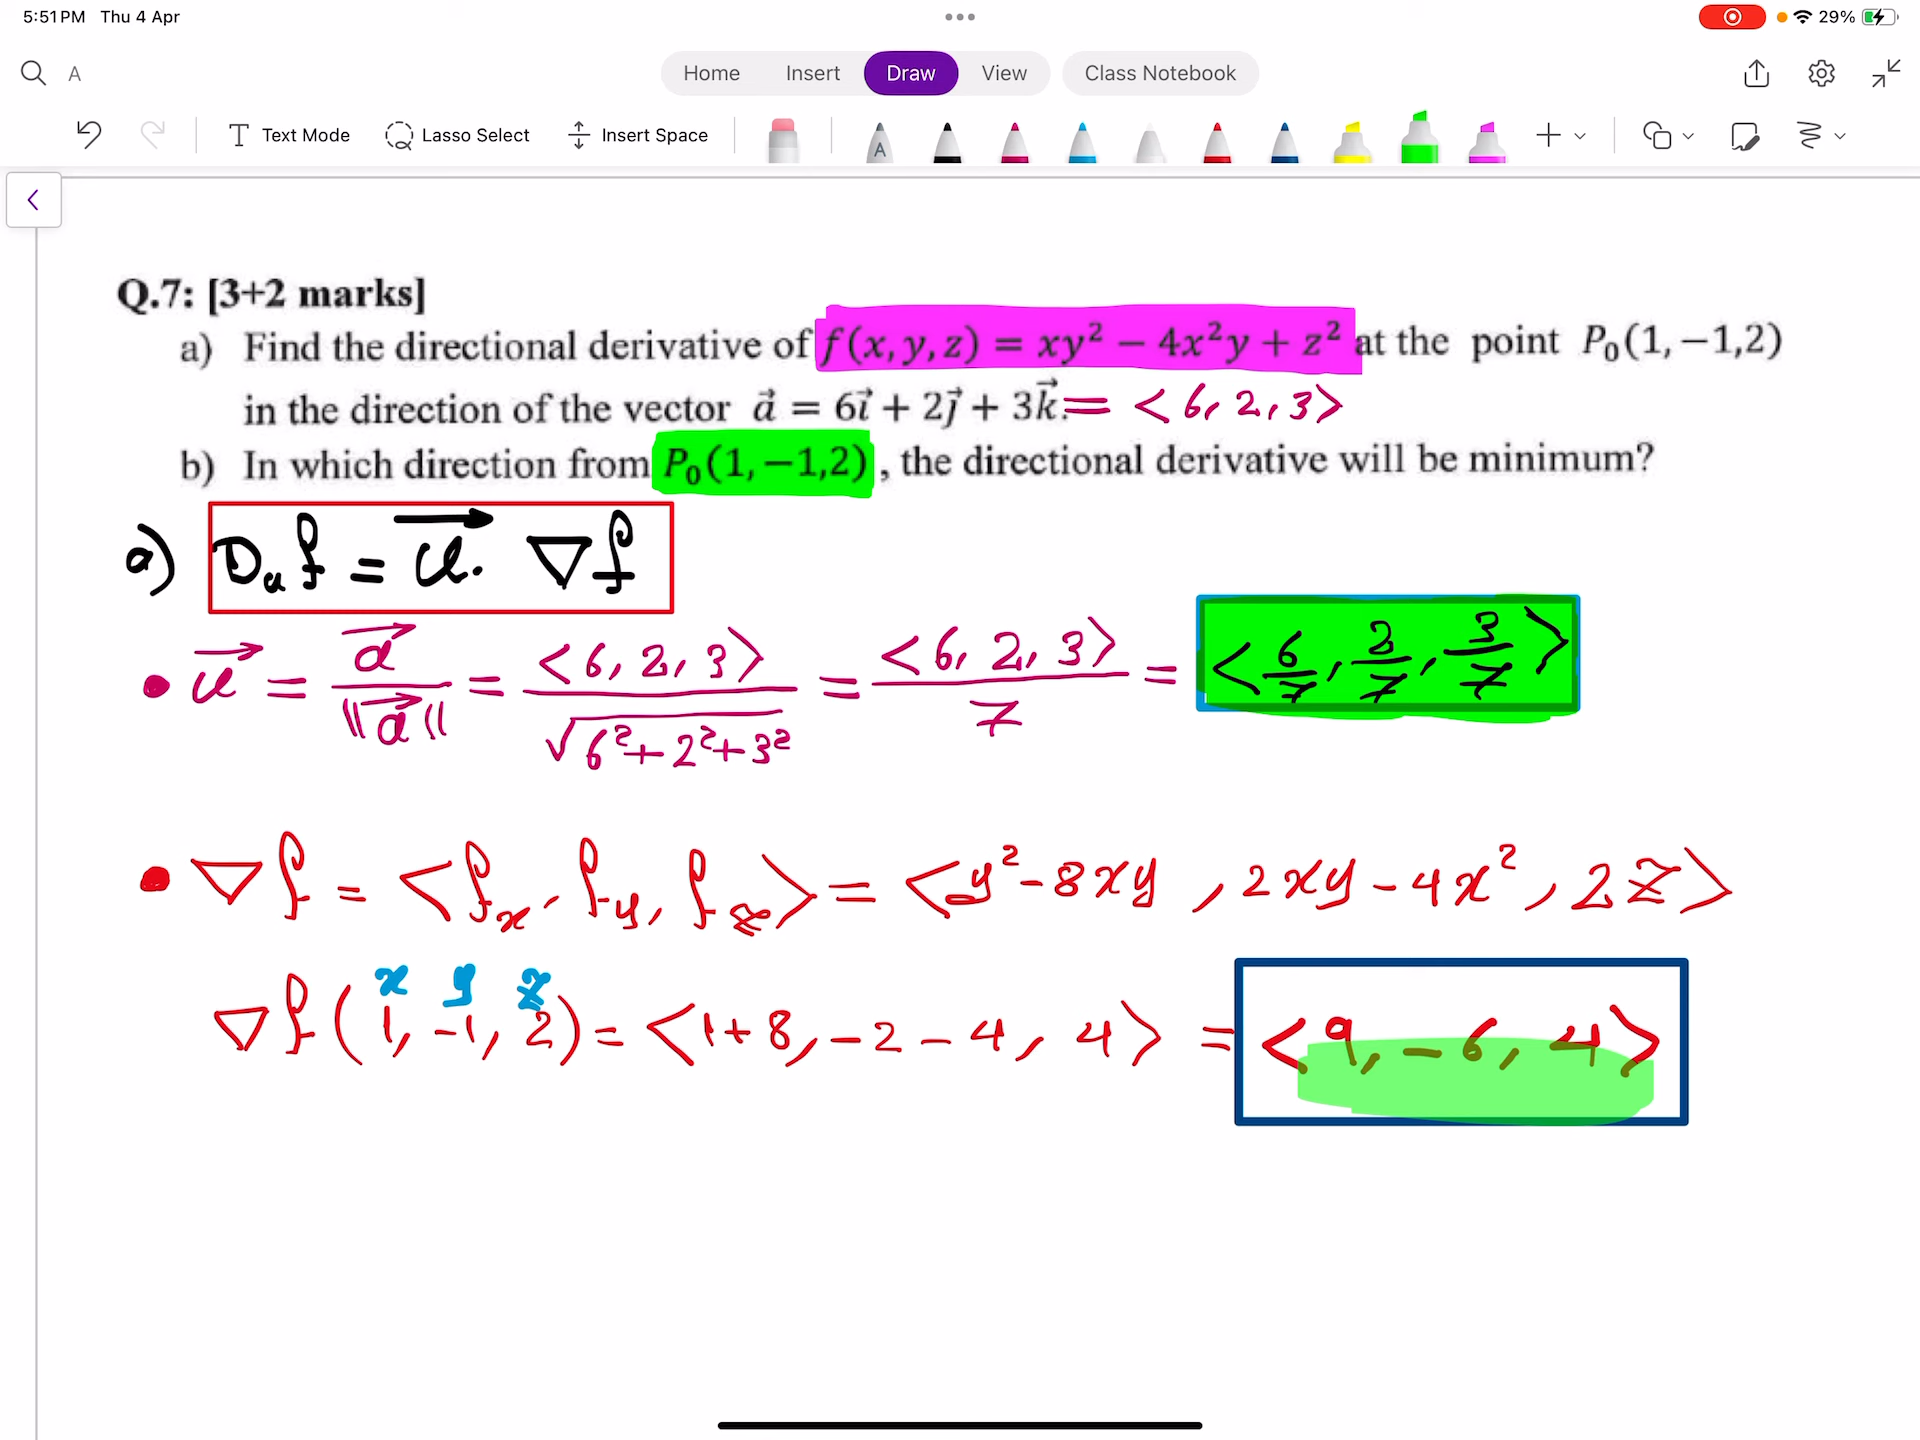 5:51 PM Thu 4 Apr
29%
A
Home Insert Draw View Class Notebook
Text Mode Lasso Select Insert Space A
Q.7: [3+2 marks]
a) Find the directional derivative of f(x, y, z) = xy² − 4x²y + z² at the point P₀(1, −1,2)
in the direction of the vector a⃗ = 6i⃗ + 2j⃗ + 3k⃗. = <6, 2, 3>
b) In which direction from P₀(1, −1,2) , the directional derivative will be minimum?
a) Dᵤf = u⃗. ∇f
• u⃗ = a⃗ / ||a⃗|| = <6, 2, 3> / √6²+2²+3² = <6, 2, 3> / 7 = <6/7, 2/7, 3/7>
• ∇f = <fx, fy, fz> = <y²-8xy , 2xy-4x² , 2z>
x y z
∇f(1, -1, 2) = <1+8, -2-4, 4> = <9, -6, 4>